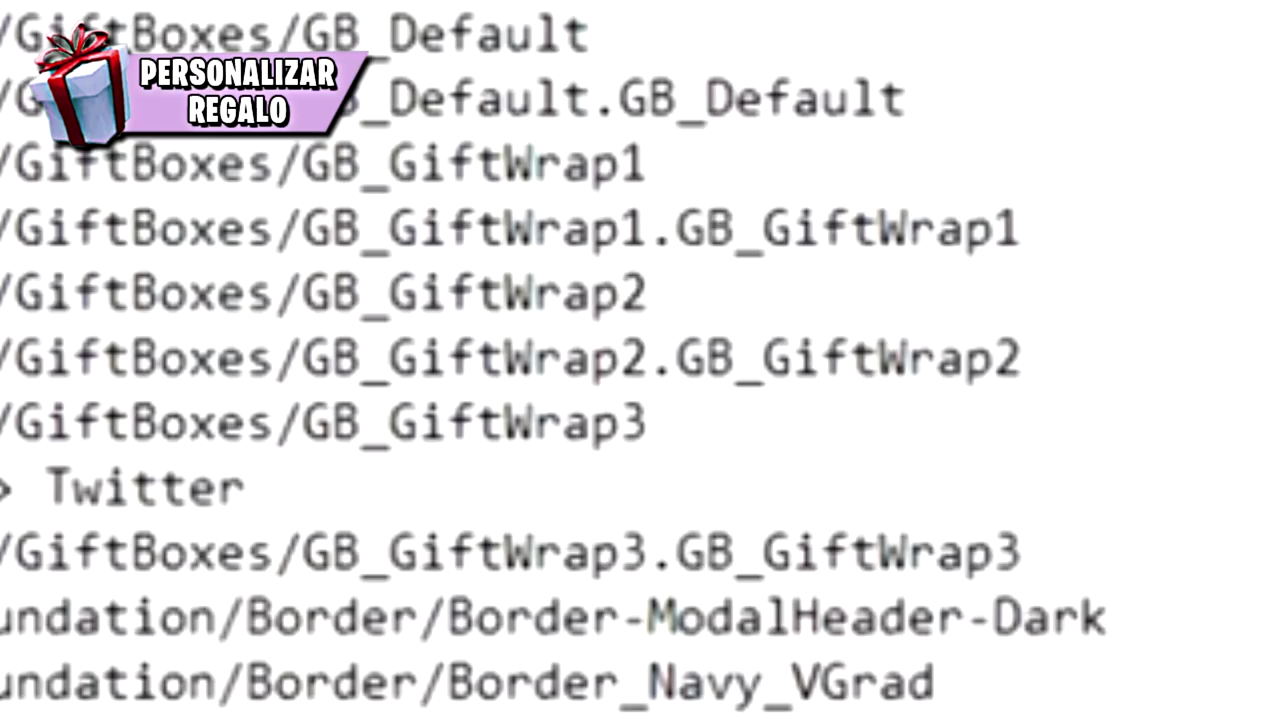 /GiftBoxes/GB_Default
PERSONALIZAR
REGALO
_Default.GB_Default
/GiftBoxes/GB_GiftWrap1
/GiftBoxes/GB_GiftWrap1.GB_GiftWrap1
/GiftBoxes/GB_GiftWrap2
/GiftBoxes/GB_GiftWrap2.GB_GiftWrap2
/GiftBoxes/GB_GiftWrap3
> Twitter
/GiftBoxes/GB_GiftWrap3.GB_GiftWrap3
undation/Border/Border-ModalHeader-Dark
undation/Border/Border_Navy_VGrad